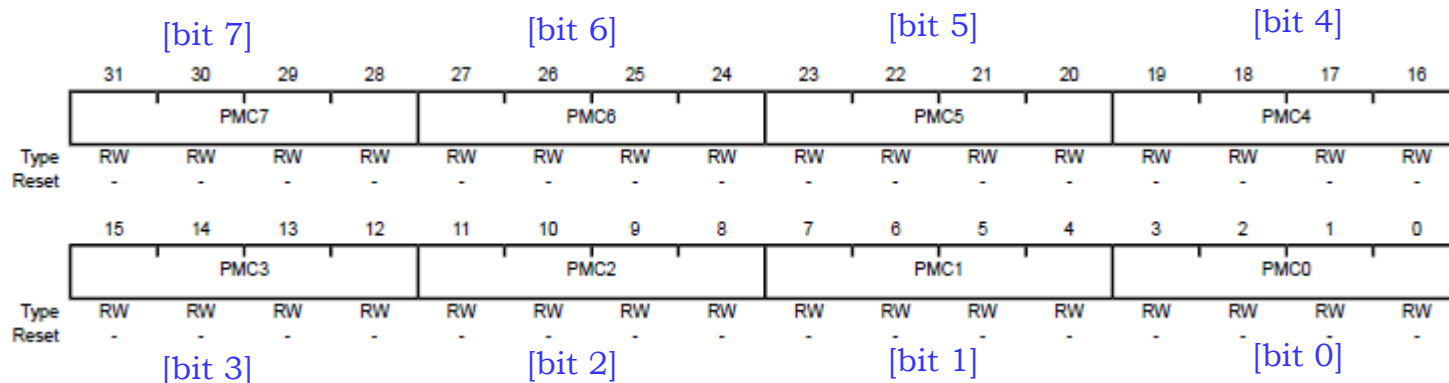 [bit 7] [bit 6] [bit 5] [bit 4]
31 30 29 28 27 26 25 24 23 22 21 20 19 18 17 16
PMC7 PMC6 PMC5 PMC4
Type RW RW RW RW RW RW RW RW RW RW RW RW RW RW RW RW
Reset - - - - - - - - - - - - - - - -
15 14 13 12 11 10 9 8 7 6 5 4 3 2 1 0
PMC3 PMC2 PMC1 PMC0
Type RW RW RW RW RW RW RW RW RW RW RW RW RW RW RW RW
Reset - - - - - - - - - - - - - - - -
[bit 3] [bit 2] [bit 1] [bit 0]